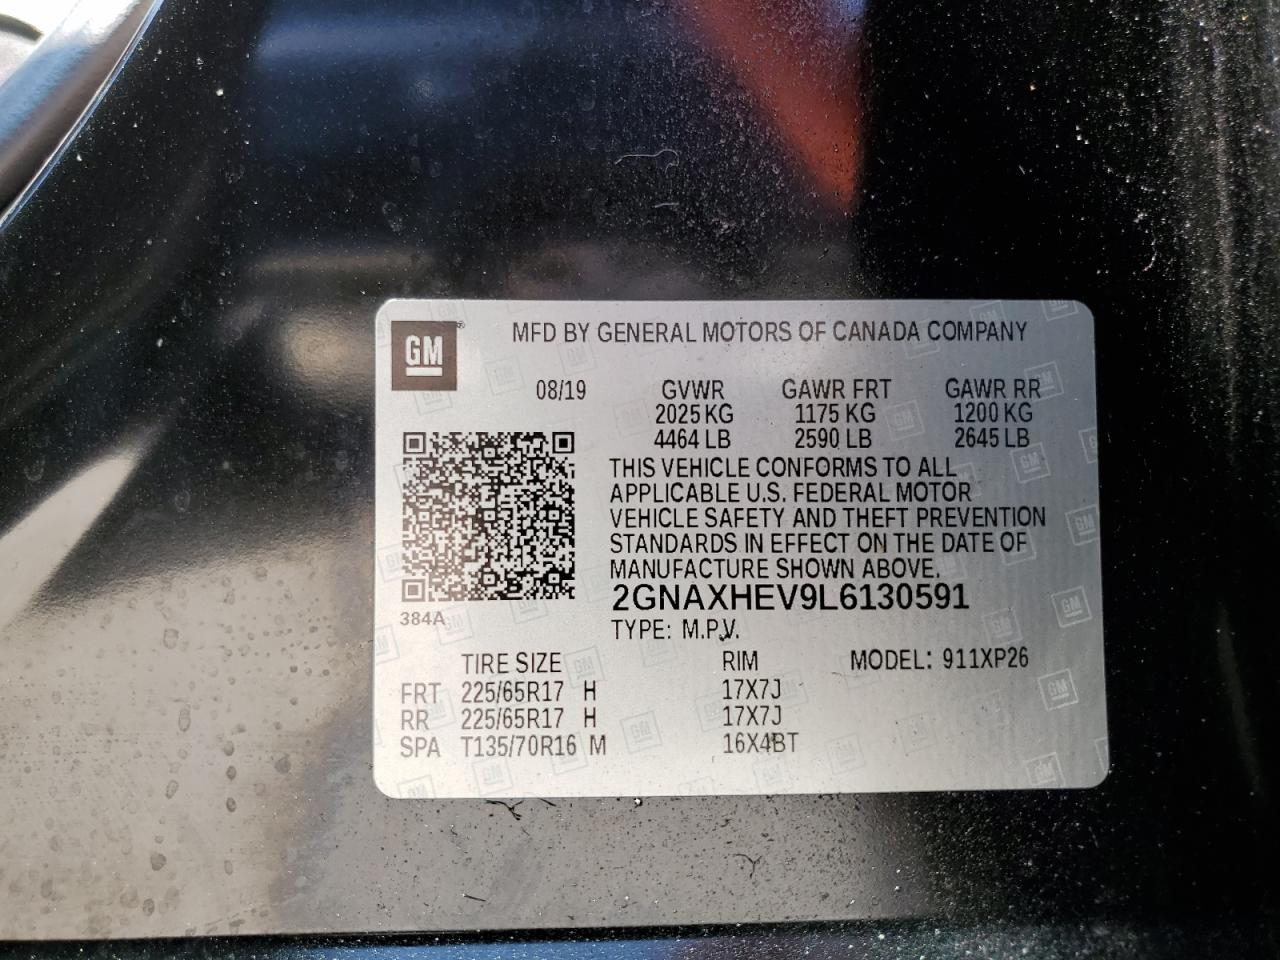 GM
MFD BY GENERAL MOTORS OF CANADA COMPANY
08/19 GVWR GAWR FRT GAWR RR
2025 KG 1175 KG 1200 KG
4464 LB 2590 LB 2645 LB
THIS VEHICLE CONFORMS TO ALL
APPLICABLE U.S. FEDERAL MOTOR
VEHICLE SAFETY AND THEFT PREVENTION
STANDARDS IN EFFECT ON THE DATE OF
MANUFACTURE SHOWN ABOVE.
2GNAXHEV9L6130591
384A
TYPE: M.P.V.
TIRE SIZE RIM MODEL: 911XP26
FRT 225/65R17 H 17X7J
RR 225/65R17 H 17X7J
SPA T135/70R16 M 16X4BT